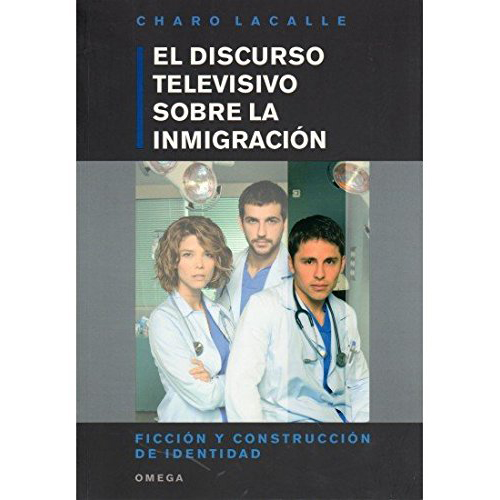 CHARO LACALLE
EL DISCURSO
TELEVISIVO
SOBRE LA
INMIGRACIÓN
FICCIÓN Y CONSTRUCCIÓN
DE IDENTIDAD
OMEGA